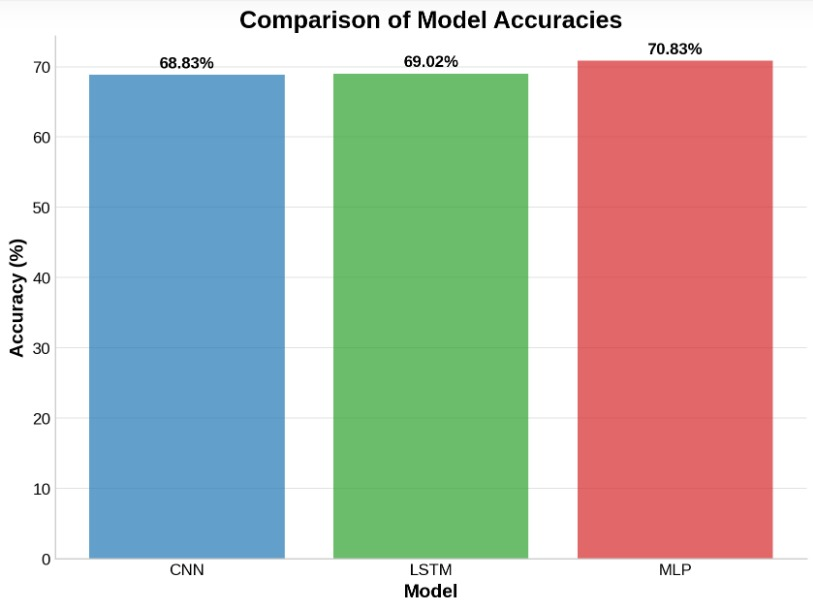 Comparison of Model Accuracies
70.83%
68.83%
69.02%
70
60
50
40
30
20
10
0
Accuracy (%)
CNN LSTM MLP
Model